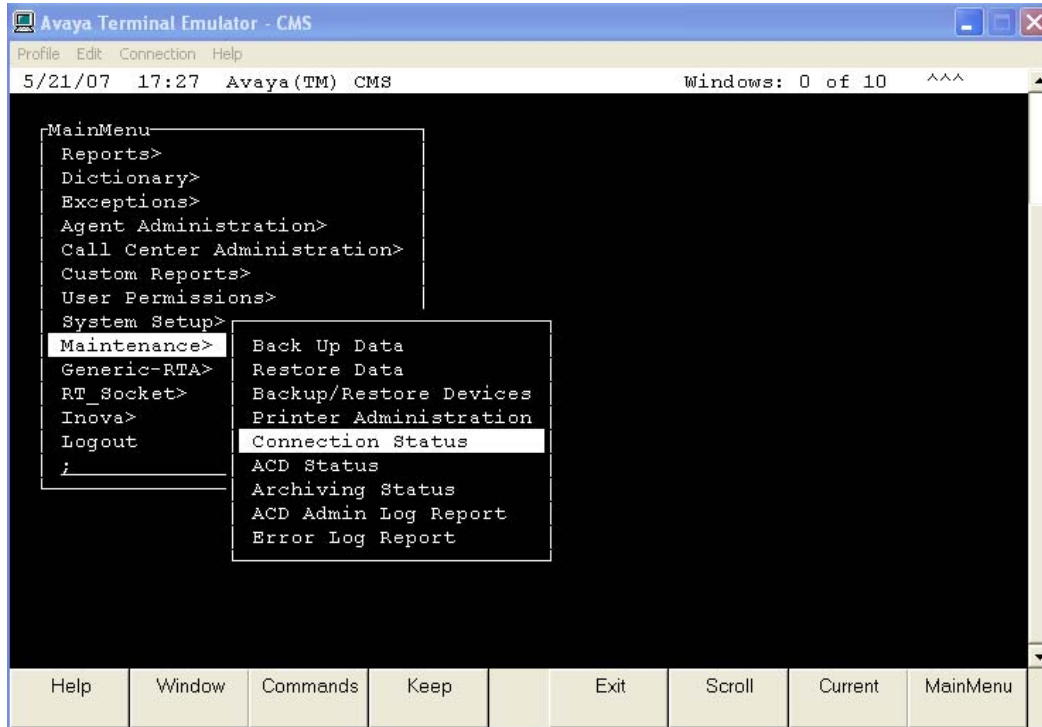 Avaya Terminal Emulator - CMS
Profile Edit Connection Help
5/21/07 17:27 Avaya(TM) CMS Windows: 0 of 10 ^^^
MainMenu
Reports>
Dictionary>
Exceptions>
Agent Administration>
Call Center Administration>
Custom Reports>
User Permissions>
System Setup>
Maintenance>
Generic-RTA>
RT_Socket>
Inova>
Logout
;
Back Up Data
Restore Data
Backup/Restore Devices
Printer Administration
Connection Status
ACD Status
Archiving Status
ACD Admin Log Report
Error Log Report
Help Window Commands Keep Exit Scroll Current MainMenu